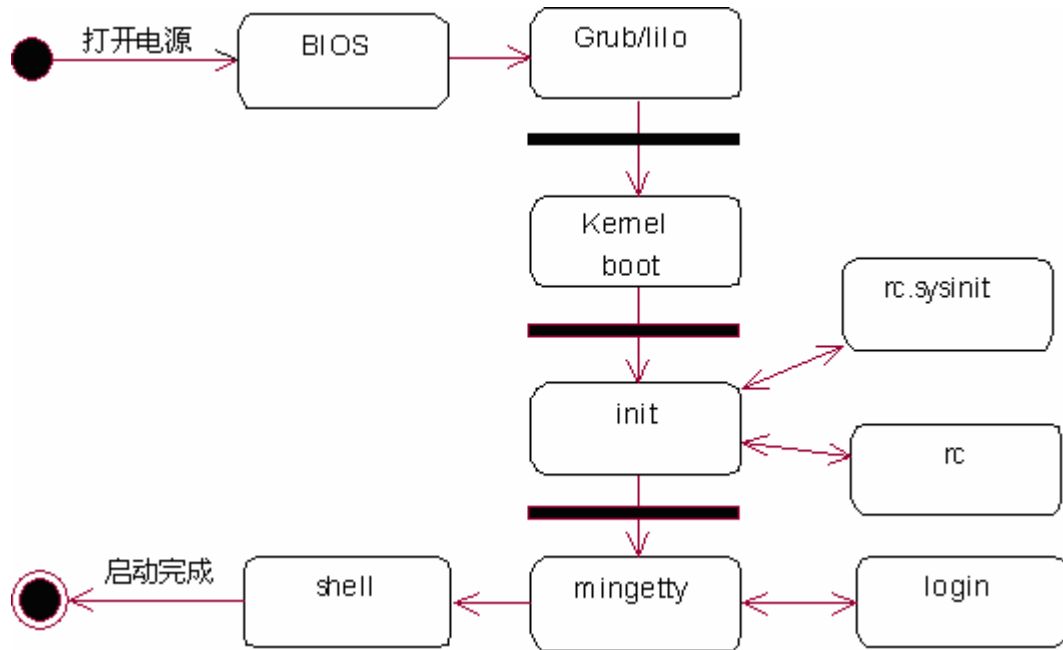 打开电源
BIOS
Grub/lilo
Kernel
boot
rc.sysinit
init
rc
启动完成
shell
mingetty
login